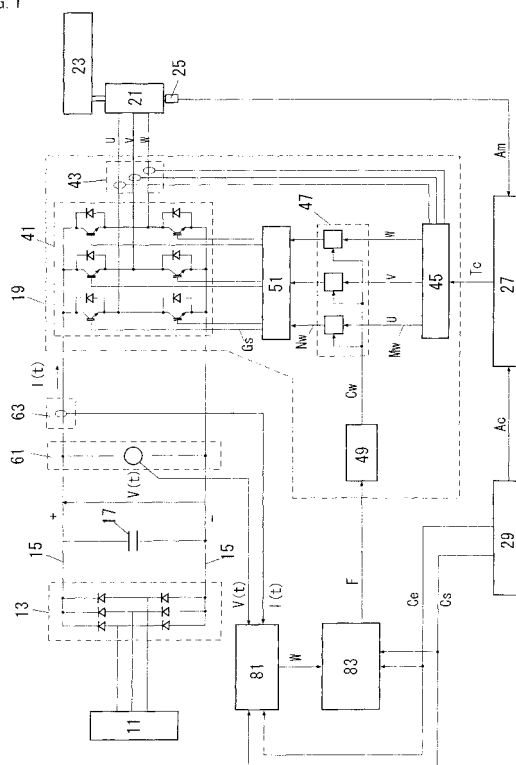 23
21
25
U
V
W
43
41
19
47
51
45
27
W
V
U
Nw
Mw
Gs
Cw
Tc
Am
Ac
I(t)
63
61
V(t)
17
+
-
15
15
13
11
49
F
V(t)
I(t)
81
W
83
Ce
Cs
29